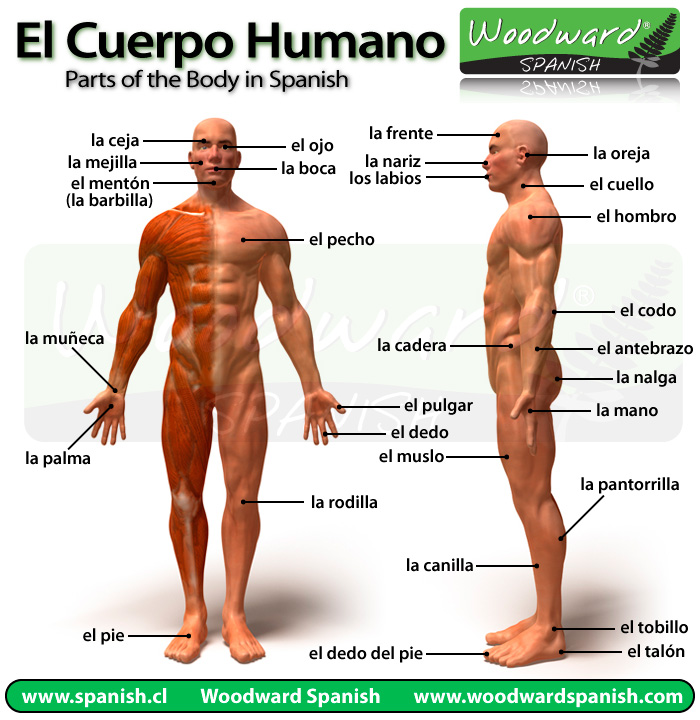 El Cuerpo Humano
Parts of the Body in Spanish
Woodward®
SPANISH
la ceja
la mejilla
el mentón
(la barbilla)
el ojo
la boca
el pecho
la muñeca
la palma
el pulgar
el dedo
la rodilla
el pie
la frente
la nariz
los labios
la oreja
el cuello
el hombro
el codo
la cadera
el antebrazo
la nalga
la mano
el muslo
la pantorrilla
la canilla
el tobillo
el talón
el dedo del pie
Woodward®
SPANISH
www.spanish.cl Woodward Spanish www.woodwardspanish.com